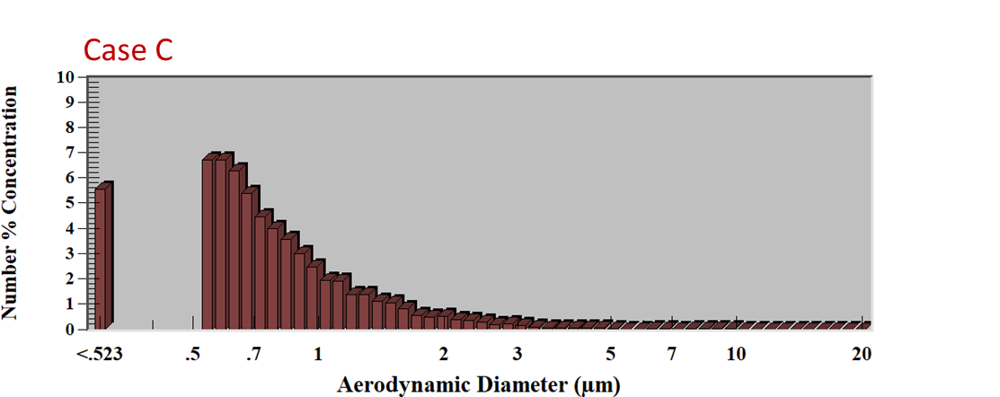 Case C
10
9
8
7
6
5
4
3
2
1
0
Number % Concentration
<.523 .5 .7 1 2 3 5 7 10 20
Aerodynamic Diameter (μm)